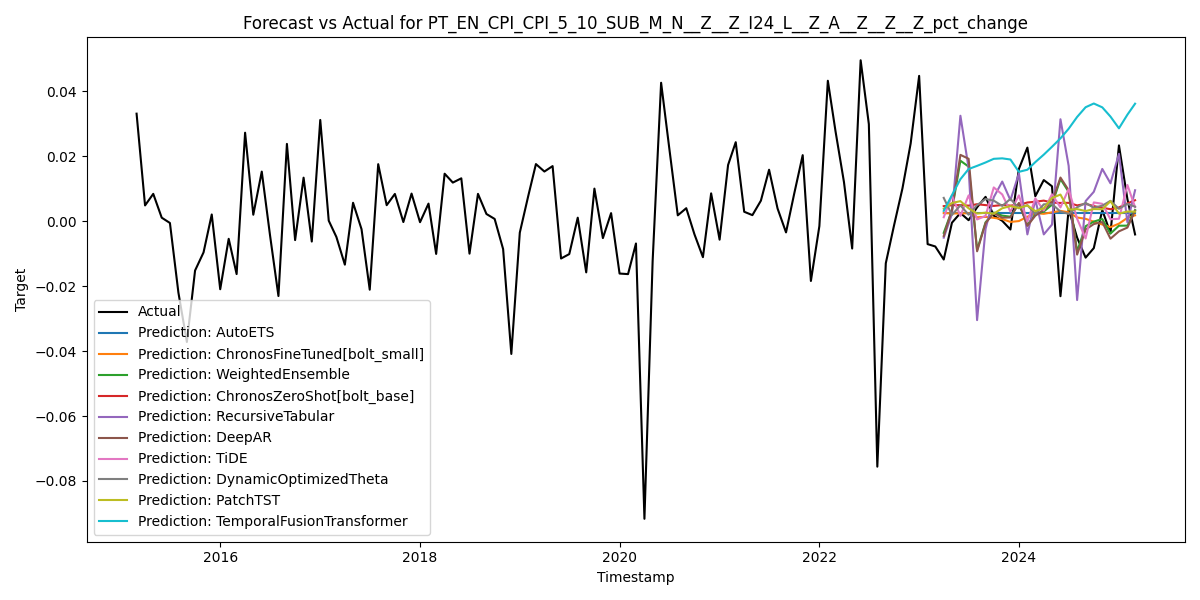 Forecast vs Actual for PT_EN_CPI_CPI_5_10_SUB_M_N__Z__Z_I24_L__Z_A__Z__Z__Z_pct_change
Target
0.04
0.02
0.00
−0.02
−0.04
−0.06
−0.08
Actual
Prediction: AutoETS
Prediction: ChronosFineTuned[bolt_small]
Prediction: WeightedEnsemble
Prediction: ChronosZeroShot[bolt_base]
Prediction: RecursiveTabular
Prediction: DeepAR
Prediction: TiDE
Prediction: DynamicOptimizedTheta
Prediction: PatchTST
Prediction: TemporalFusionTransformer
2016 2018 2020 2022 2024
Timestamp